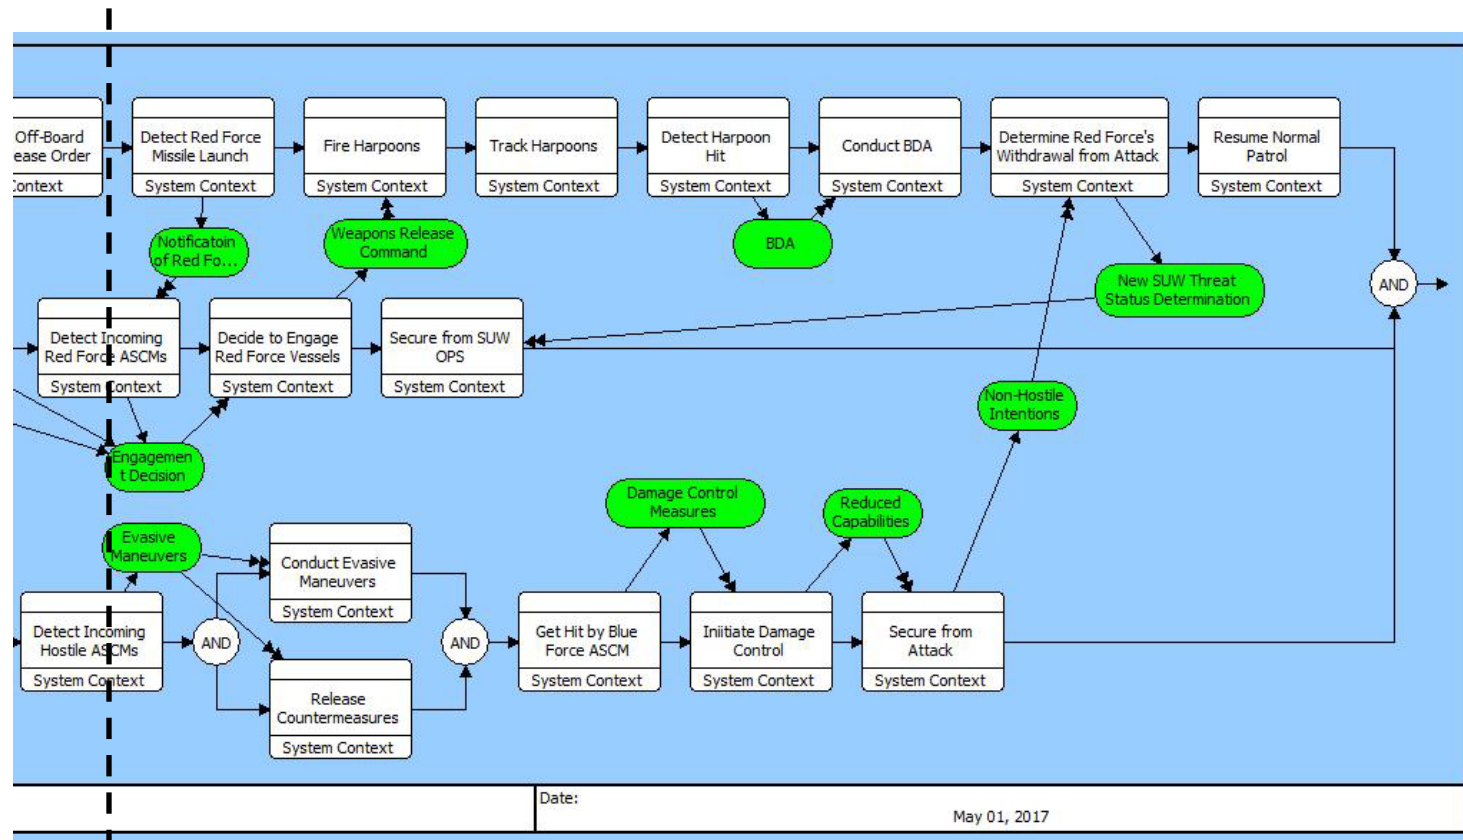 Off-Board
ease Order
Context
Detect Red Force
Missile Launch
System Context
Fire Harpoons
System Context
Track Harpoons
System Context
Detect Harpoon
Hit
System Context
Conduct BDA
System Context
Determine Red Force's
Withdrawal from Attack
System Context
Resume Normal
Patrol
System Context
Notificatoin
of Red Fo...
Weapons Release
Command
BDA
New SUW Threat
Status Determination
AND
Detect Incoming
Red Force ASCMs
System Context
Decide to Engage
Red Force Vessels
System Context
Secure from SUW
OPS
System Context
Non-Hostile
Intentions
Engagemen
t Decision
Damage Control
Measures
Reduced
Capabilities
Evasive
Maneuvers
Conduct Evasive
Maneuvers
System Context
Detect Incoming
Hostile ASCMs
System Context
AND
AND
Get Hit by Blue
Force ASCM
System Context
Iniitiate Damage
Control
System Context
Secure from
Attack
System Context
Release
Countermeasures
System Context
Date:
May 01, 2017